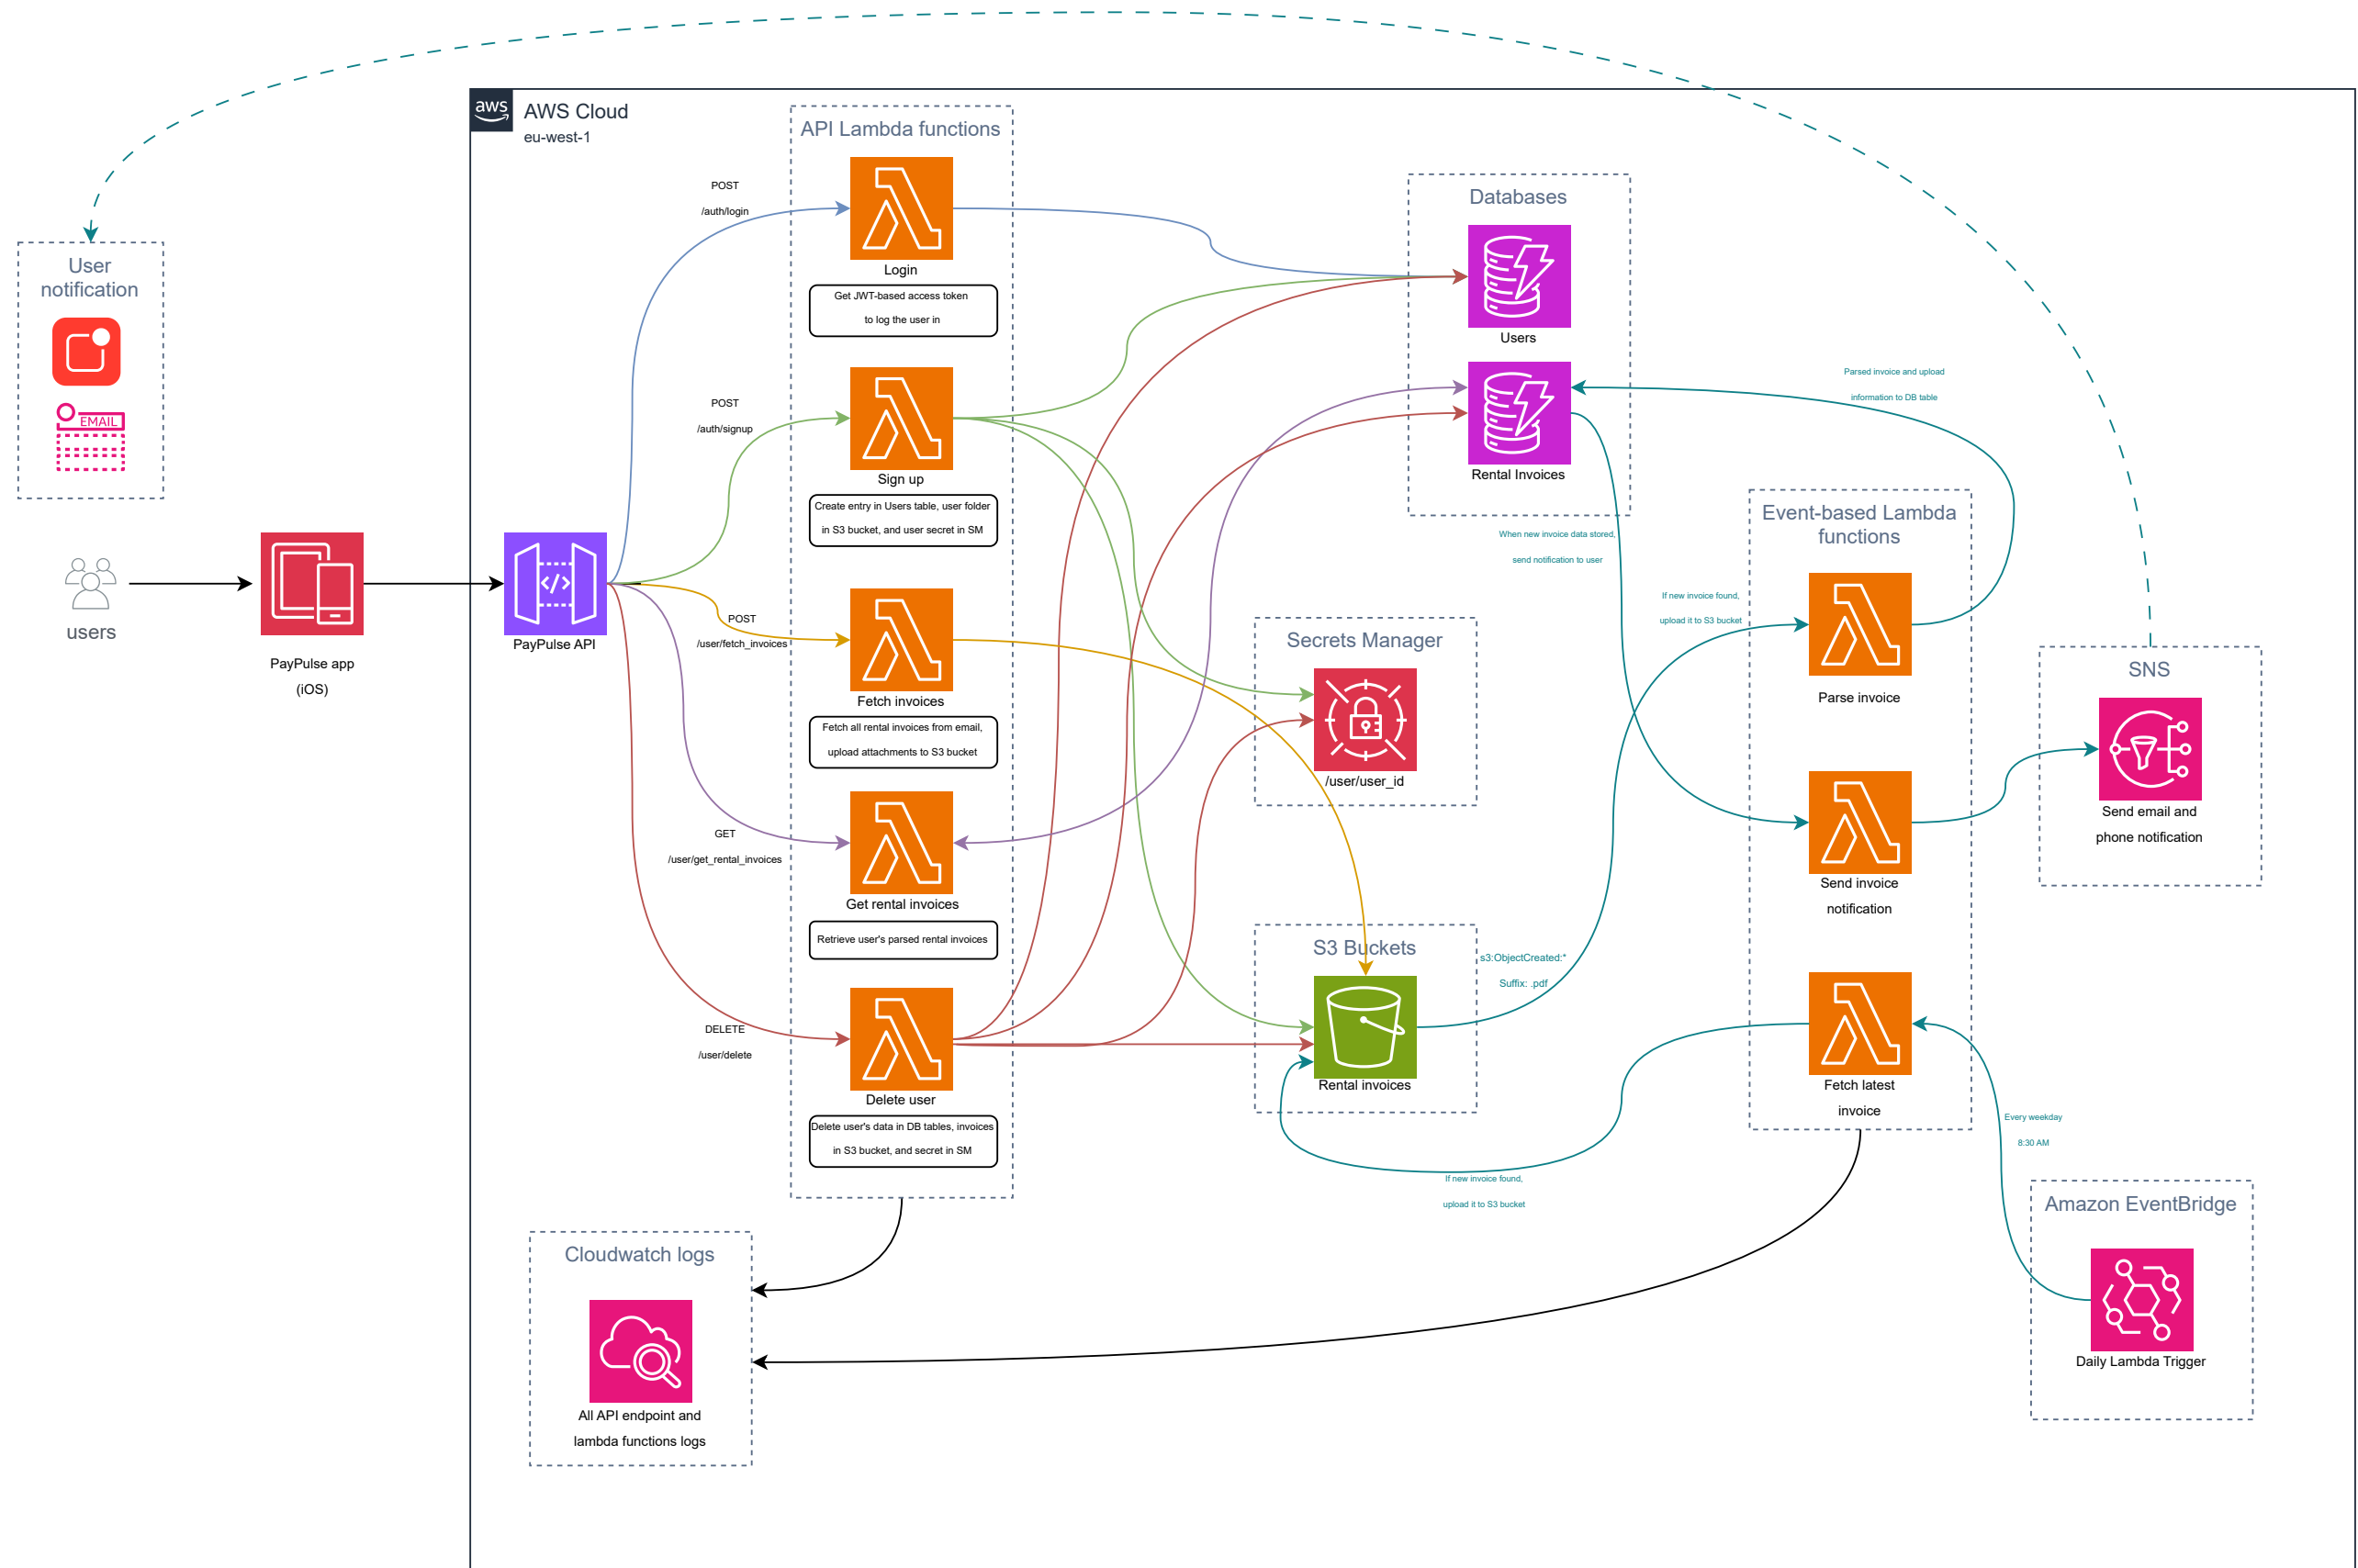 aws
AWS Cloud
eu-west-1
User
notification
EMAIL
users
PayPulse app
(iOS)
PayPulse API
POST
/auth/login
POST
/auth/signup
POST
/user/fetch_invoices
GET
/user/get_rental_invoices
DELETE
/user/delete
API Lambda functions
Login
Get JWT-based access token
to log the user in
Sign up
Create entry in Users table, user folder
in S3 bucket, and user secret in SM
Fetch invoices
Fetch all rental invoices from email,
upload attachments to S3 bucket
Get rental invoices
Retrieve user's parsed rental invoices
Delete user
Delete user's data in DB tables, invoices
in S3 bucket, and secret in SM
Cloudwatch logs
All API endpoint and
lambda functions logs
Databases
Users
Rental Invoices
When new invoice data stored,
send notification to user
Secrets Manager
/user/user_id
S3 Buckets
Rental invoices
s3:ObjectCreated:*
Suffix: .pdf
If new invoice found,
upload it to S3 bucket
Parsed invoice and upload
information to DB table
If new invoice found,
upload it to S3 bucket
Event-based Lambda
functions
Parse invoice
Send invoice
notification
Fetch latest
invoice
SNS
Send email and
phone notification
Every weekday
8:30 AM
Amazon EventBridge
Daily Lambda Trigger